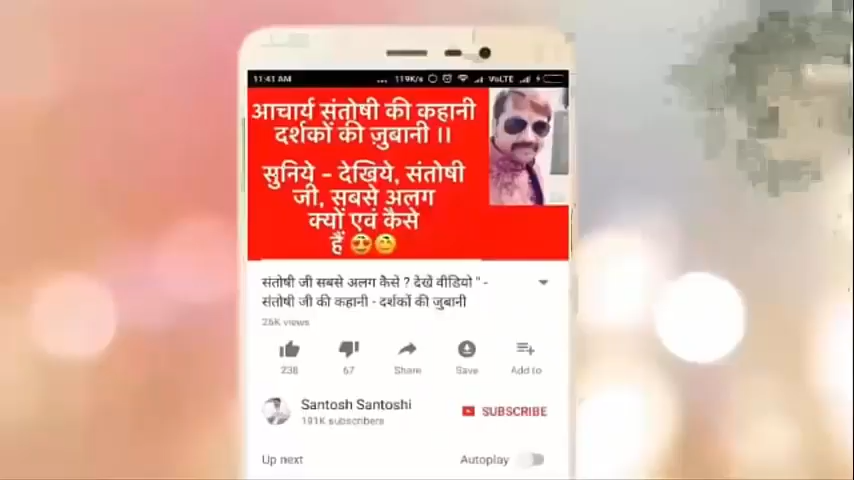 11:41 AM ... 119K/s VoLTE
आचार्य संतोषी की कहानी
दर्शकों की ज़ुबानी ।।
सुनिये - देखिये, संतोषी
जी, सबसे अलग
क्यों एवं कैसे
हैं 😍😊
संतोषी जी सबसे अलग कैसे ? देखें वीडियो " -
संतोषी जी की कहानी - दर्शकों की जुबानी
26K views
238 67 Share Save Add to
Santosh Santoshi
191K subscribers
SUBSCRIBE
Up next Autoplay